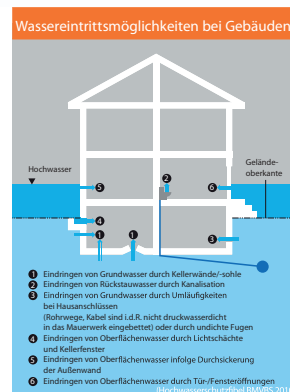 Wassereintrittsmöglichkeiten bei Gebäuden
Hochwasser
Gelände-
oberkante
5
2
6
4
1
1
3
1 Eindringen von Grundwasser durch Kellerwände/-sohle
2 Eindringen von Rückstauwasser durch Kanalisation
3 Eindringen von Grundwasser durch Umläufigkeiten
bei Hausanschlüssen
(Rohrwege, Kabel sind i.d.R. nicht druckwasserdicht
in das Mauerwerk eingebettet) oder durch undichte Fugen
4 Eindringen von Oberflächenwasser durch Lichtschächte
und Kellerfenster
5 Eindringen von Oberflächenwasser infolge Durchsickerung
der Außenwand
6 Eindringen von Oberflächenwasser durch Tür-/Fensteröffnungen
(Hochwasserschutzfibel BMVBS